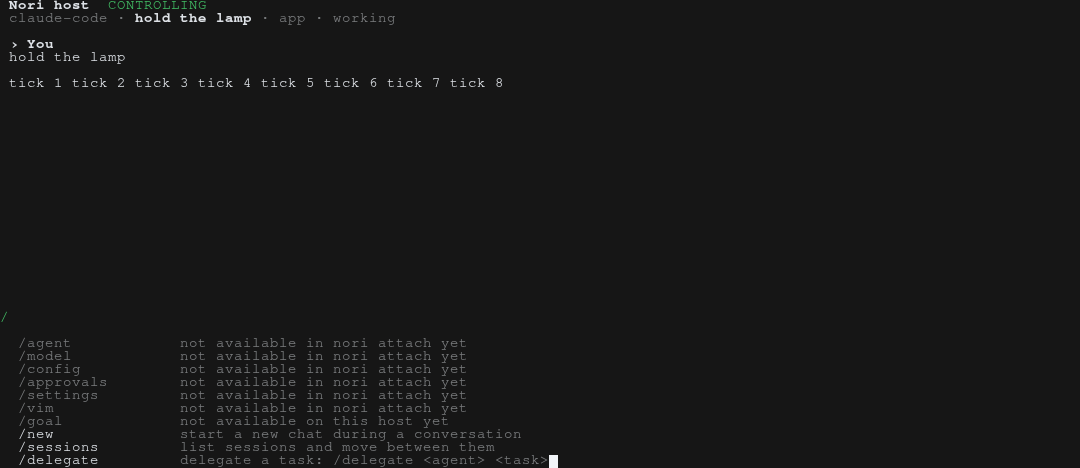 Nori host  CONTROLLING
claude-code · hold the lamp · app · working
› You
hold the lamp
tick 1 tick 2 tick 3 tick 4 tick 5 tick 6 tick 7 tick 8
/
/agent            not available in nori attach yet
/model            not available in nori attach yet
/config           not available in nori attach yet
/approvals        not available in nori attach yet
/settings         not available in nori attach yet
/vim              not available in nori attach yet
/goal             not available on this host yet
/new              start a new chat during a conversation
/sessions         list sessions and move between them
/delegate         delegate a task: /delegate <agent> <task>